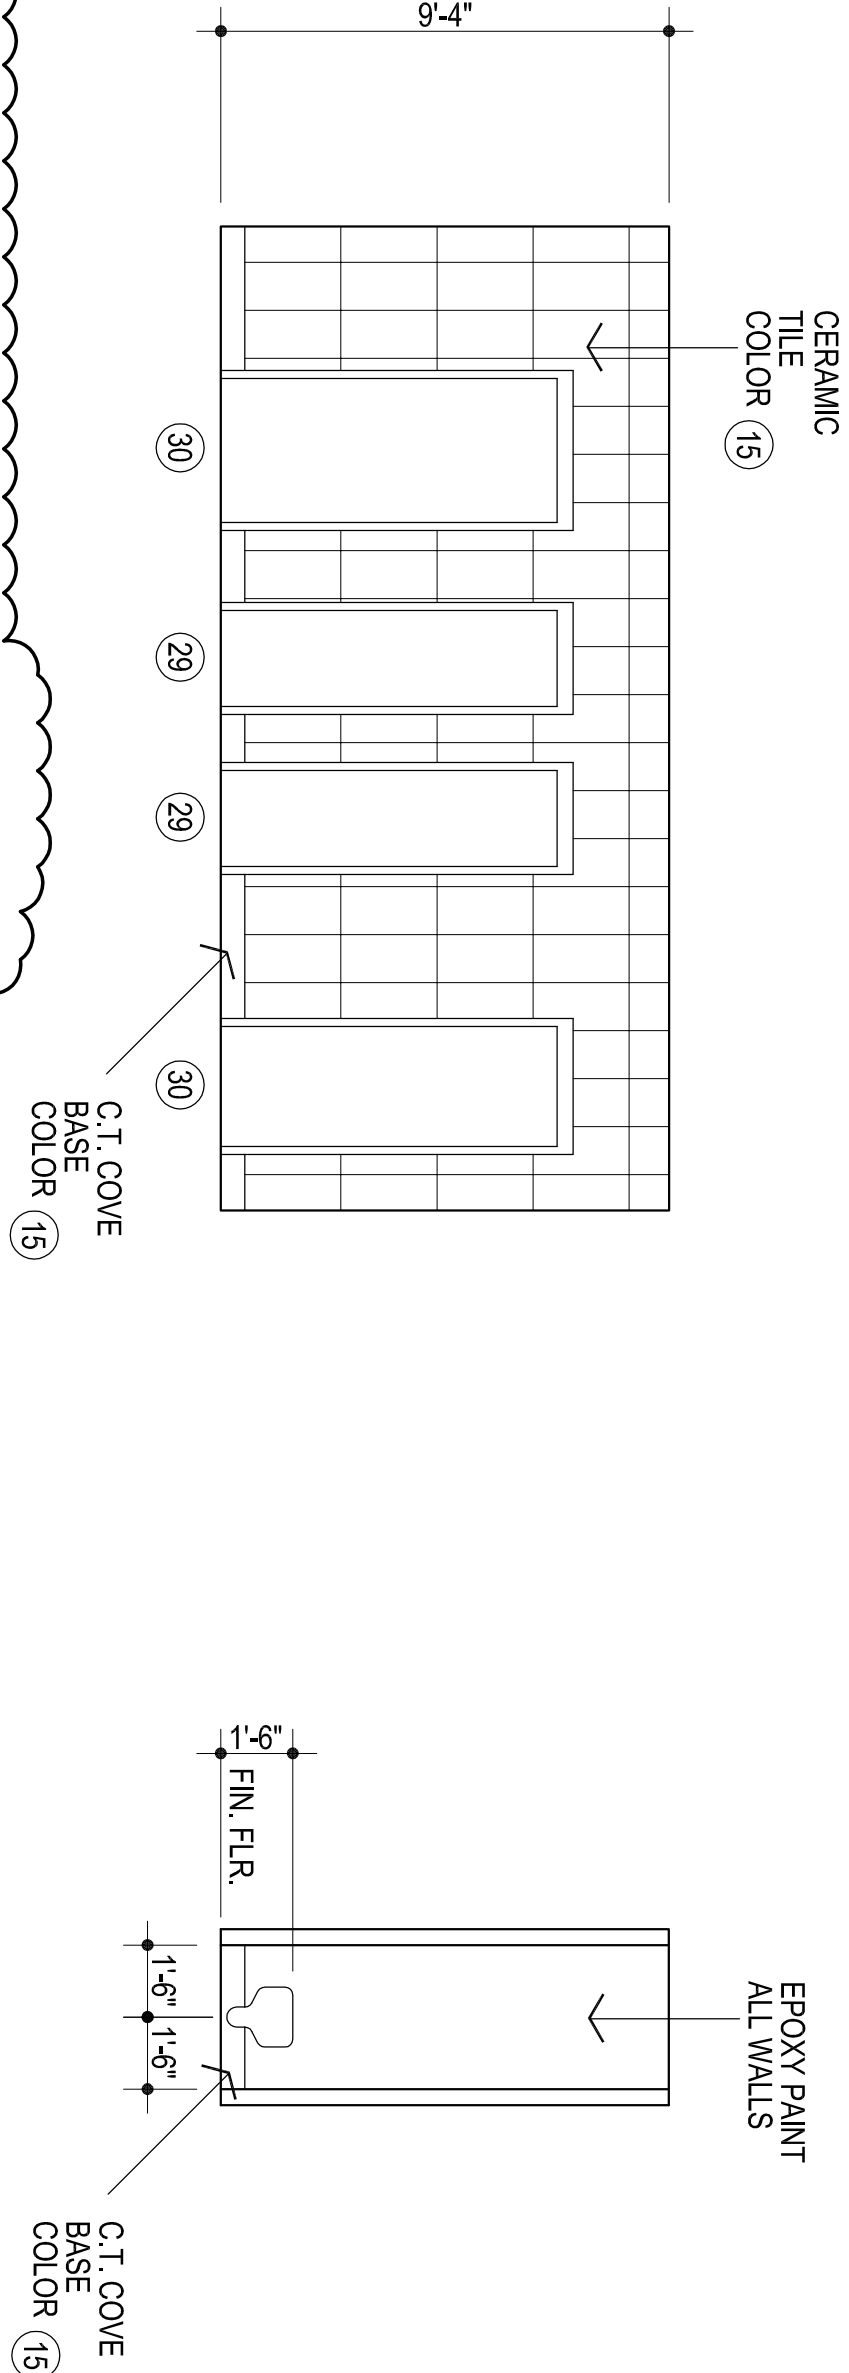 9'-4"
CERAMIC
TILE
COLOR 15
30
29
29
30
C.T. COVE
BASE
COLOR 15
1'-6"
FIN. FLR.
EPOXY PAINT
ALL WALLS
1'-6"
1'-6"
C.T. COVE
BASE
COLOR 15